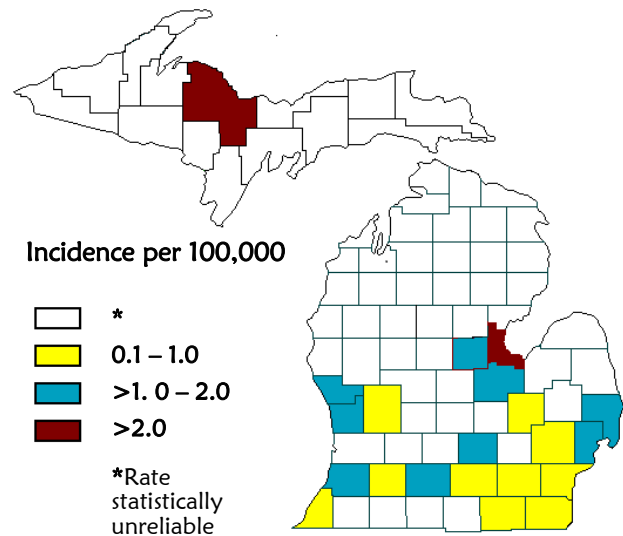 Incidence per 100,000
*
0.1 – 1.0
>1. 0 – 2.0
>2.0
*Rate
statistically
unreliable